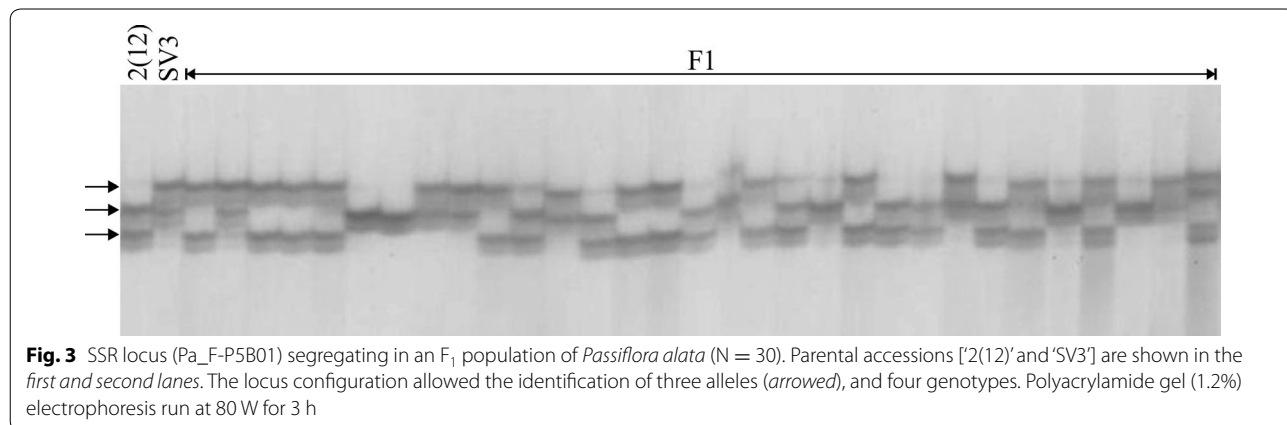 2(12)
SV3
F1
Fig. 3 SSR locus (Pa_F-P5B01) segregating in an F1 population of Passiflora alata (N = 30). Parental accessions [‘2(12)’ and ‘SV3’] are shown in the
first and second lanes. The locus configuration allowed the identification of three alleles (arrowed), and four genotypes. Polyacrylamide gel (1.2%)
electrophoresis run at 80 W for 3 h